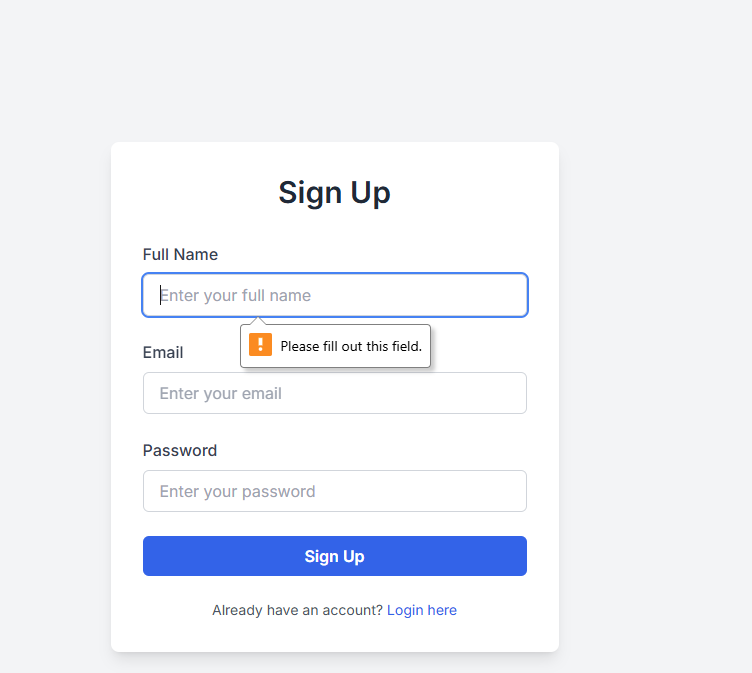 Sign Up
Full Name
Enter your full name
Please fill out this field.
Email
Enter your email
Password
Enter your password
Sign Up
Already have an account? Login here